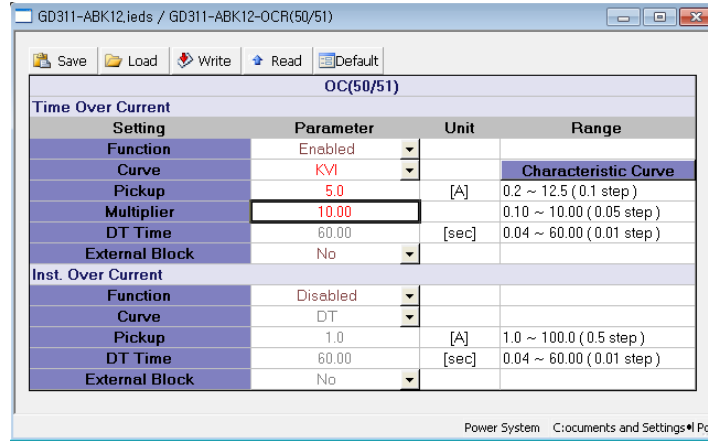 GD311-ABK12,ieds / GD311-ABK12-OCR(50/51)
Save Load Write Read Default
OC(50/51)
Time Over Current
Setting Parameter Unit Range
Function Enabled
Curve KVI Characteristic Curve
Pickup 5.0 [A] 0.2 ~ 12.5 ( 0.1 step )
Multiplier 10.00 0.10 ~ 10.00 ( 0.05 step )
DT Time 60.00 [sec] 0.04 ~ 60.00 ( 0.01 step )
External Block No
Inst. Over Current
Function Disabled
Curve DT
Pickup 1.0 [A] 1.0 ~ 100.0 ( 0.5 step )
DT Time 60.00 [sec] 0.04 ~ 60.00 ( 0.01 step )
External Block No
Power System C:ocuments and Settings